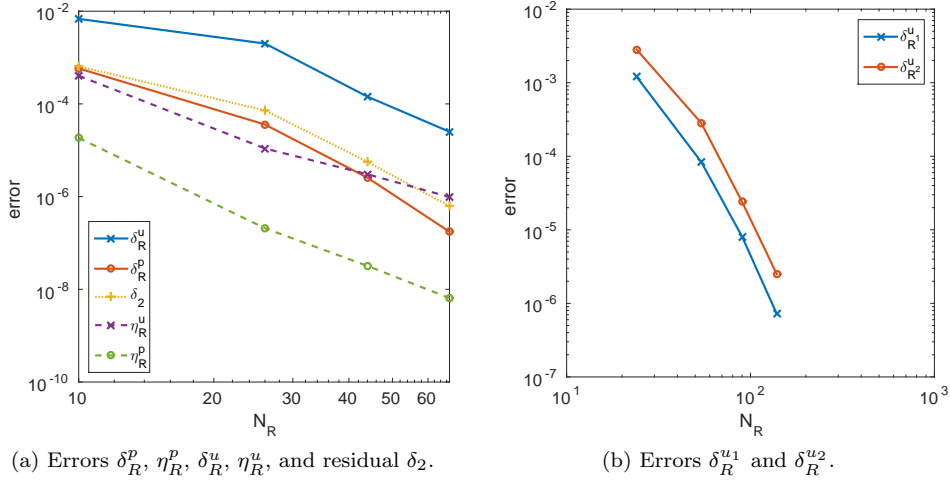 10^-2
10^-4
10^-6
10^-8
10^-10
error
10
20
30
40
50
60
N_R
δ_R^u
δ_R^p
δ_2
η_R^u
η_R^p
(a) Errors δ_R^p, η_R^p, δ_R^u, η_R^u, and residual δ_2.
10^-2
10^-3
10^-4
10^-5
10^-6
10^-7
error
10^1
10^2
10^3
N_R
δ_R^u1
δ_R^u2
(b) Errors δ_R^{u_1} and δ_R^{u_2}.